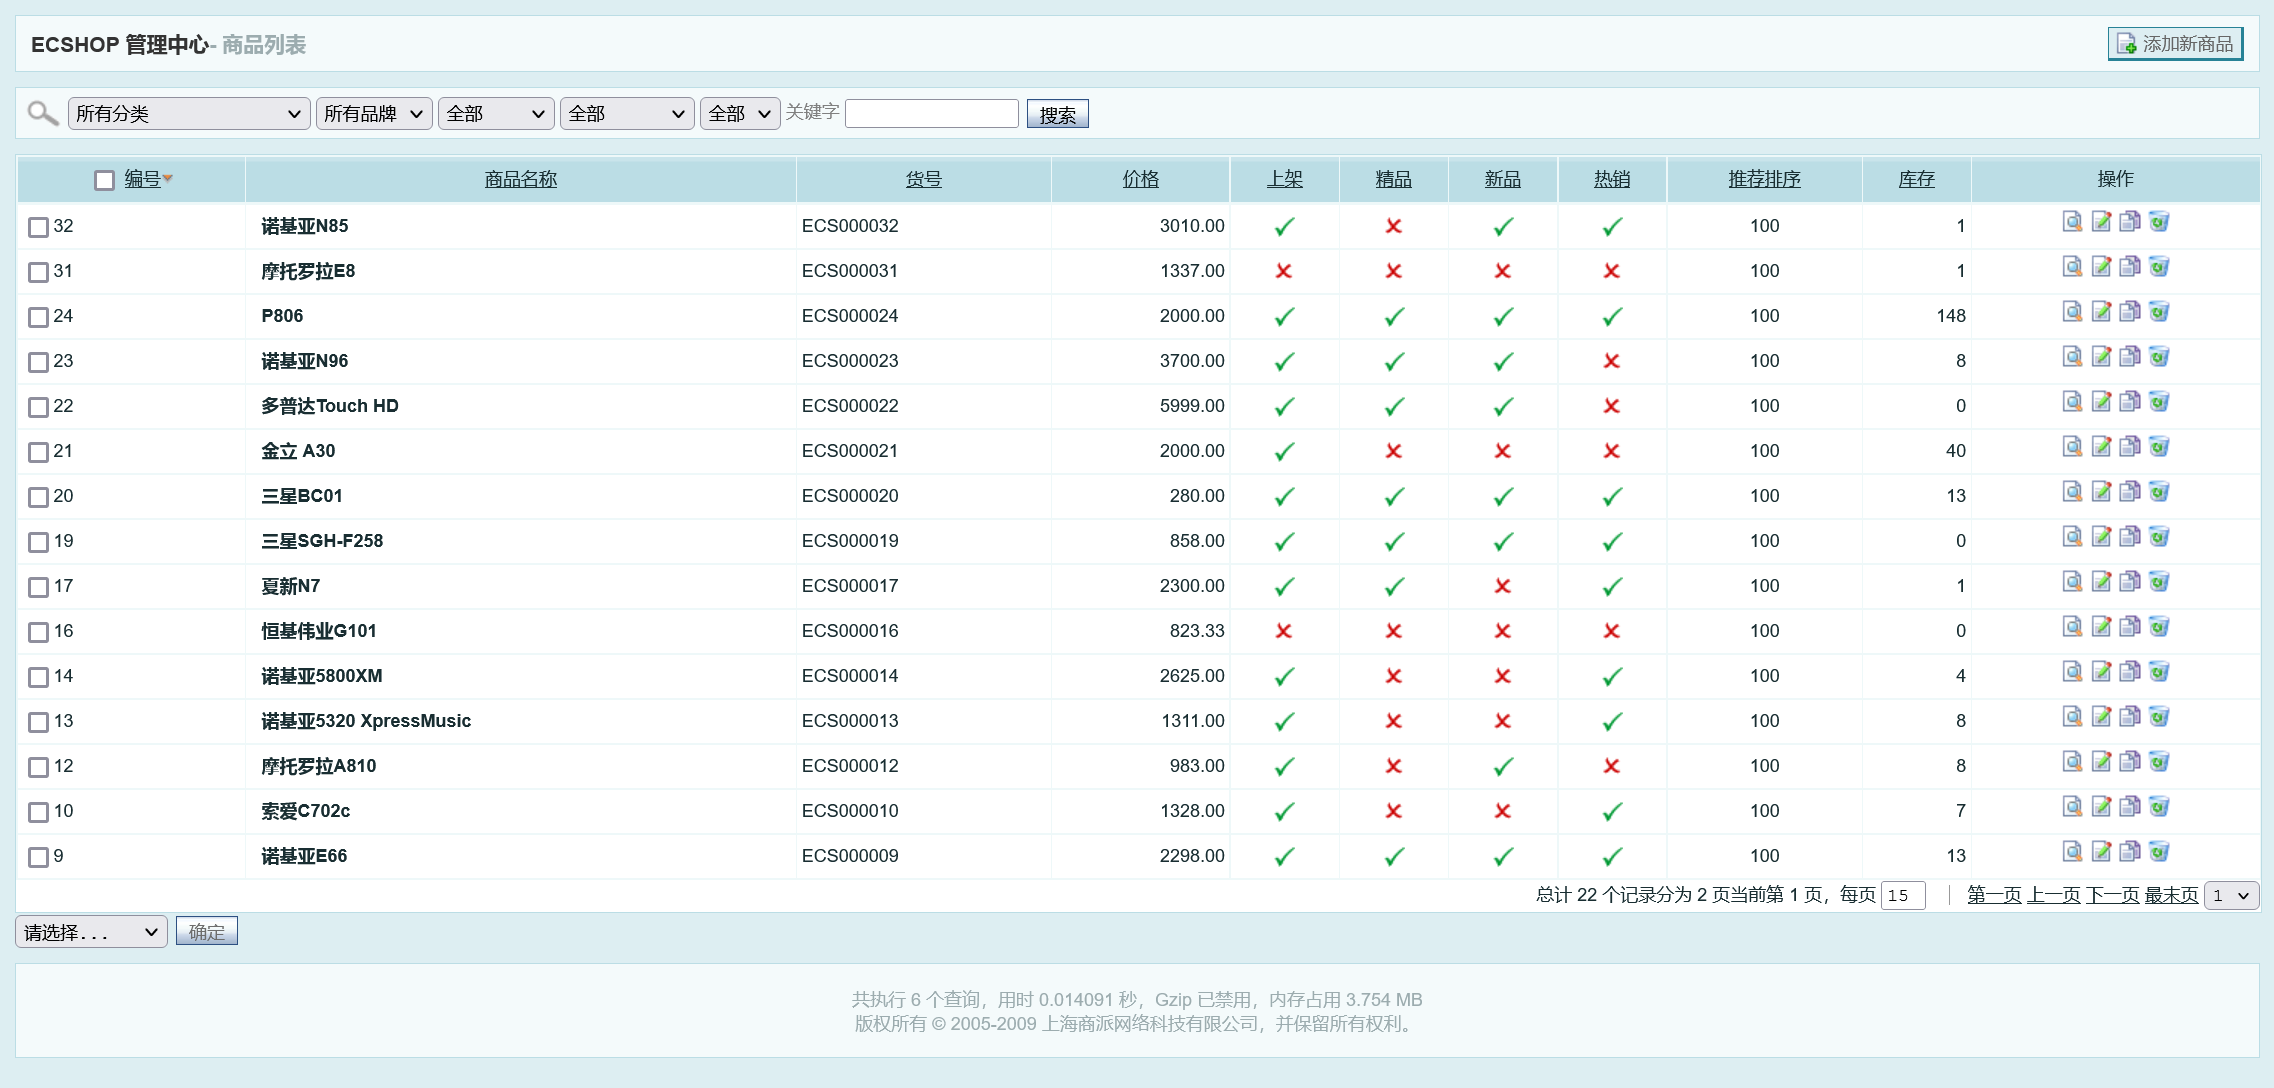 ECSHOP 管理中心- 商品列表 添加新商品
所有分类 所有品牌 全部 全部 全部 关键字 搜索
编号 商品名称 货号 价格 上架 精品 新品 热销 推荐排序 库存 操作
32 诺基亚N85 ECS000032 3010.00 100 1
31 摩托罗拉E8 ECS000031 1337.00 100 1
24 P806 ECS000024 2000.00 100 148
23 诺基亚N96 ECS000023 3700.00 100 8
22 多普达Touch HD ECS000022 5999.00 100 0
21 金立 A30 ECS000021 2000.00 100 40
20 三星BC01 ECS000020 280.00 100 13
19 三星SGH-F258 ECS000019 858.00 100 0
17 夏新N7 ECS000017 2300.00 100 1
16 恒基伟业G101 ECS000016 823.33 100 0
14 诺基亚5800XM ECS000014 2625.00 100 4
13 诺基亚5320 XpressMusic ECS000013 1311.00 100 8
12 摩托罗拉A810 ECS000012 983.00 100 8
10 索爱C702c ECS000010 1328.00 100 7
9 诺基亚E66 ECS000009 2298.00 100 13
总计 22 个记录分为 2 页当前第 1 页，每页 15 | 第一页 上一页 下一页 最末页 1
请选择... 确定
共执行 6 个查询，用时 0.014091 秒，Gzip 已禁用，内存占用 3.754 MB
版权所有 © 2005-2009 上海商派网络科技有限公司，并保留所有权利。